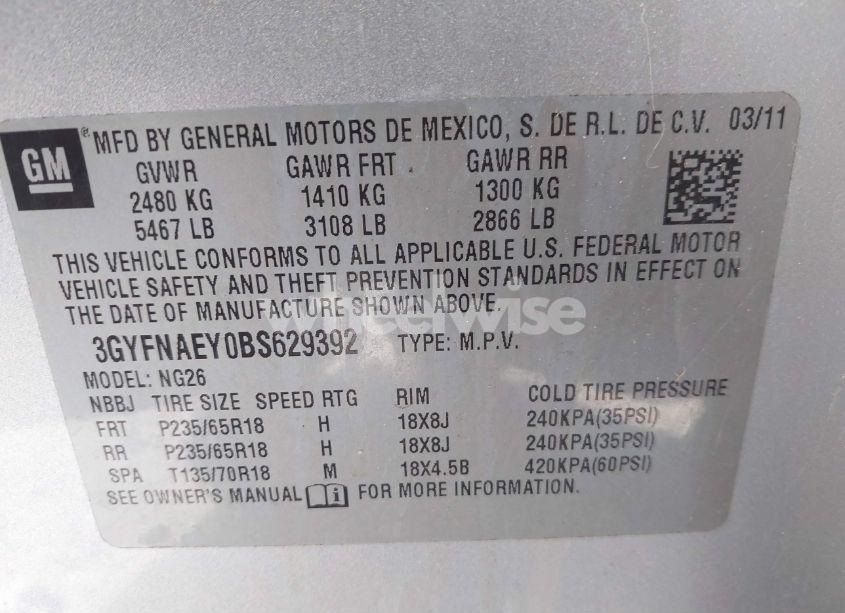 GM ® MFD BY GENERAL MOTORS DE MEXICO, S. DE R.L. DE C.V. 03/11
GVWR GAWR FRT GAWR RR
2480 KG 1410 KG 1300 KG
5467 LB 3108 LB 2866 LB
THIS VEHICLE CONFORMS TO ALL APPLICABLE U.S. FEDERAL MOTOR
VEHICLE SAFETY AND THEFT PREVENTION STANDARDS IN EFFECT ON
THE DATE OF MANUFACTURE SHOWN ABOVE.
wheelwise
3GYFNAEY0BS629392 TYPE: M.P.V.
MODEL: NG26
NBBJ TIRE SIZE SPEED RTG RIM COLD TIRE PRESSURE
FRT P235/65R18 H 18X8J 240KPA(35PSI)
RR P235/65R18 H 18X8J 240KPA(35PSI)
SPA T135/70R18 M 18X4.5B 420KPA(60PSI)
SEE OWNER'S MANUAL FOR MORE INFORMATION.